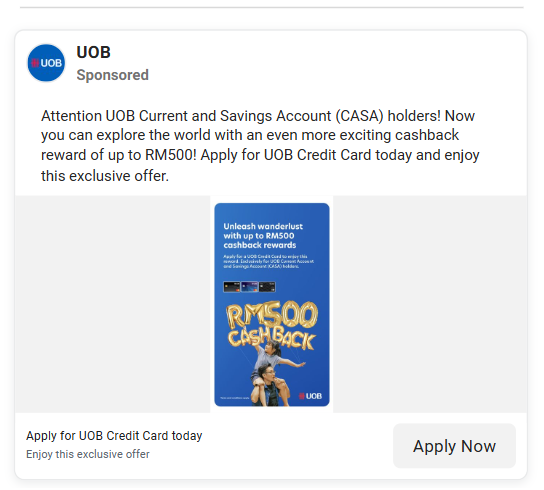 UOB
UOB
Sponsored
Attention UOB Current and Savings Account (CASA) holders! Now
you can explore the world with an even more exciting cashback
reward of up to RM500! Apply for UOB Credit Card today and enjoy
this exclusive offer.
Unleash wanderlust
with up to RM500
cashback rewards
Apply for a UOB Credit Card to enjoy this
reward. Exclusively for UOB Current Account
and Savings Account (CASA) holders.
RM500
CASHBACK
UOB
Apply for UOB Credit Card today
Enjoy this exclusive offer
Apply Now